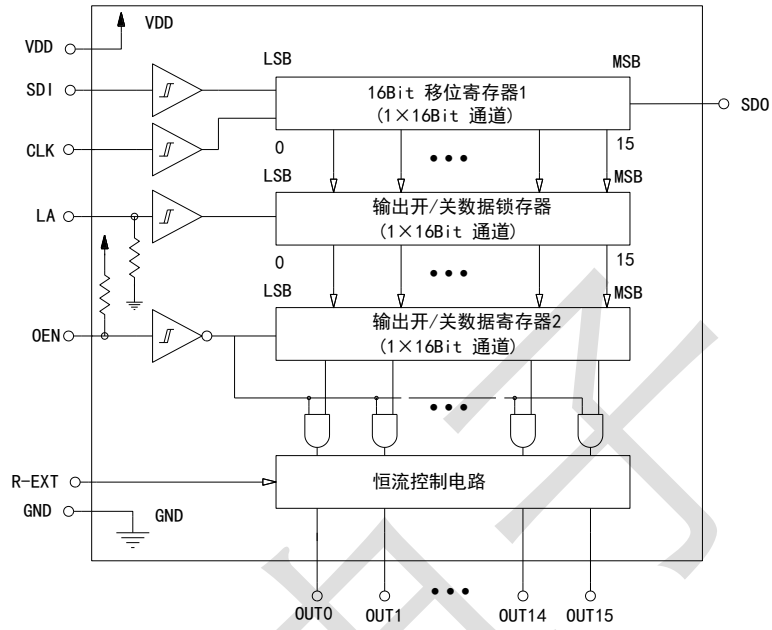 VDD
VDD
SDI
CLK
LA
OEN
R-EXT
GND
GND
LSB
MSB
16Bit 移位寄存器1
(1×16Bit 通道)
SDO
0
•••
15
LSB
MSB
输出开/关数据锁存器
(1×16Bit 通道)
0
•••
15
LSB
MSB
输出开/关数据寄存器2
(1×16Bit 通道)
•••
恒流控制电路
•••
OUT0
OUT1
OUT14
OUT15